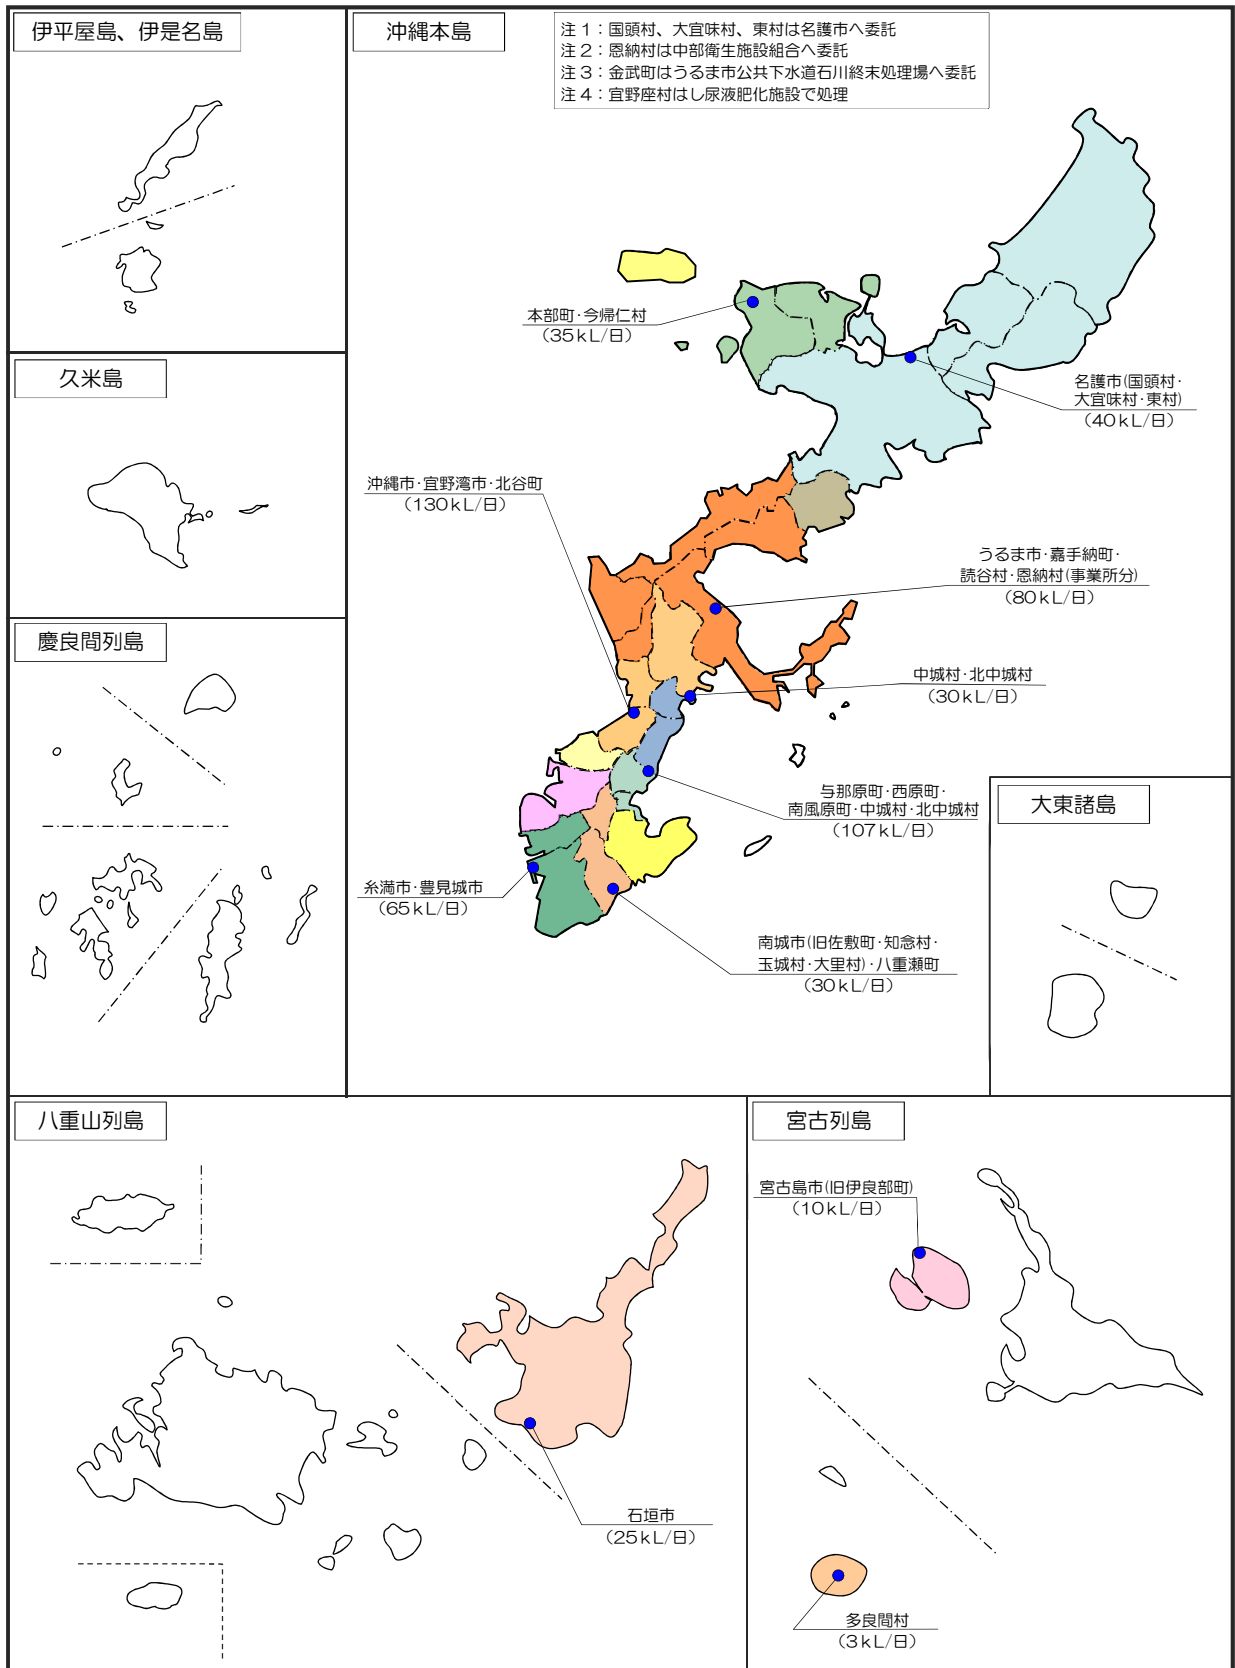 伊平屋島、伊是名島
沖縄本島
注１：国頭村、大宜味村、東村は名護市へ委託
注２：恩納村は中部衛生施設組合へ委託
注３：金武町はうるま市公共下水道石川終末処理場へ委託
注４：宜野座村はし尿液肥化施設で処理
本部町･今帰仁村
(35kL/日)
名護市(国頭村･
大宜味村･東村)
(40kL/日)
久米島
沖縄市･宜野湾市･北谷町
(130kL/日)
うるま市･嘉手納町･
読谷村･恩納村(事業所分)
(80kL/日)
慶良間列島
中城村･北中城村
(30kL/日)
与那原町･西原町･
南風原町･中城村･北中城村
(107kL/日)
大東諸島
糸満市･豊見城市
(65kL/日)
南城市(旧佐敷町･知念村･
玉城村･大里村)･八重瀬町
(30kL/日)
八重山列島
宮古列島
宮古島市(旧伊良部町)
(10kL/日)
石垣市
(25kL/日)
多良間村
(3kL/日)